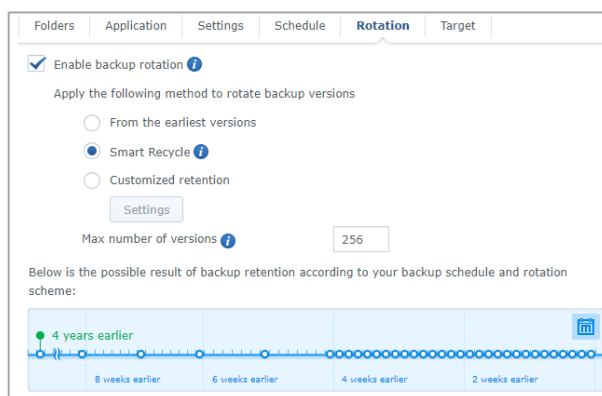 Folders Application Settings Schedule Rotation Target
Enable backup rotation i
Apply the following method to rotate backup versions
From the earliest versions
Smart Recycle i
Customized retention
Settings
Max number of versions i 256
Below is the possible result of backup retention according to your backup schedule and rotation
scheme:
4 years earlier
8 weeks earlier 6 weeks earlier 4 weeks earlier 2 weeks earlier